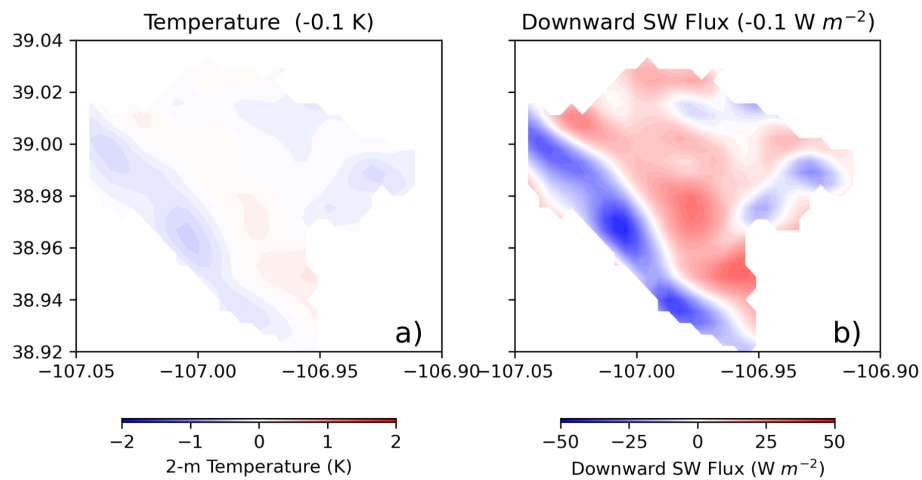 Temperature (-0.1 K)
Downward SW Flux (-0.1 W m⁻²)
39.04
39.02
39.00
38.98
38.96
38.94
38.92
a)
b)
−107.05 −107.00 −106.95 −106.90
−107.05 −107.00 −106.95 −106.90
−2 −1 0 1 2
2-m Temperature (K)
−50 −25 0 25 50
Downward SW Flux (W m⁻²)